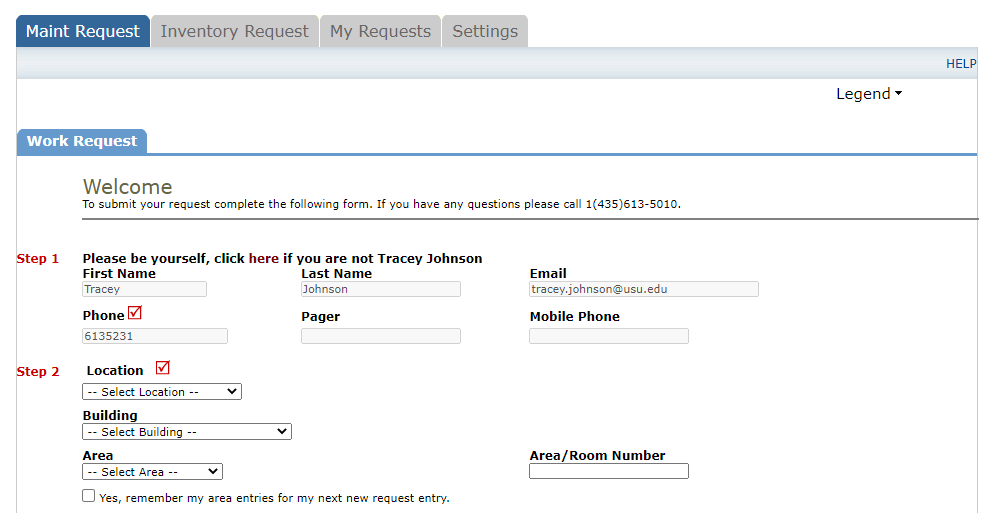 Maint Request Inventory Request My Requests Settings
HELP
Legend
Work Request
Welcome
To submit your request complete the following form. If you have any questions please call 1(435)613-5010.
Step 1 Please be yourself, click here if you are not Tracey Johnson
First Name Last Name Email
Tracey Johnson tracey.johnson@usu.edu
Phone Pager Mobile Phone
6135231
Step 2 Location
-- Select Location --
Building
-- Select Building --
Area Area/Room Number
-- Select Area --
Yes, remember my area entries for my next new request entry.